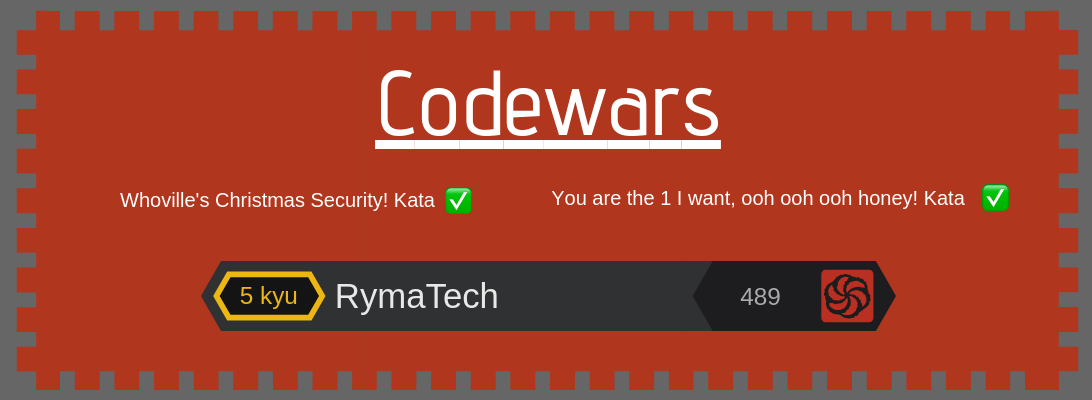 Codewars
Whoville's Christmas Security! Kata ✅
You are the 1 I want, ooh ooh ooh honey! Kata ✅
5 kyu RymaTech 489